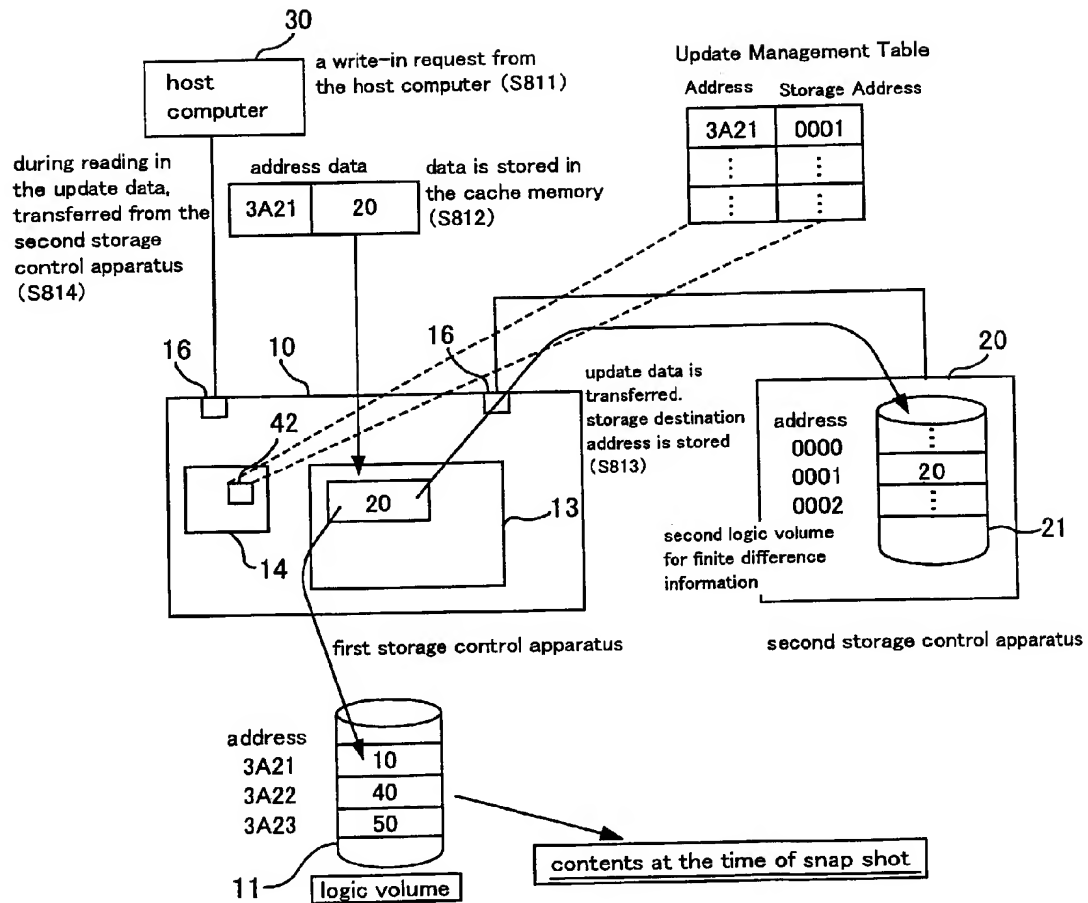 30
host
computer
a write-in request from
the host computer (S811)
Update Management Table
Address Storage Address
3A21 0001
⋮ ⋮
⋮ ⋮
during reading in
the update data,
transferred from the
second storage
control apparatus
(S814)
address data
3A21 20
data is stored in
the cache memory
(S812)
16
10
16
20
42
14
20
13
update data is
transferred.
storage destination
address is stored
(S813)
address
0000
0001
0002
⋮
20
⋮
21
second logic volume
for finite difference
information
first storage control apparatus
second storage control apparatus
address
3A21
3A22
3A23
10
40
50
11
logic volume
contents at the time of snap shot